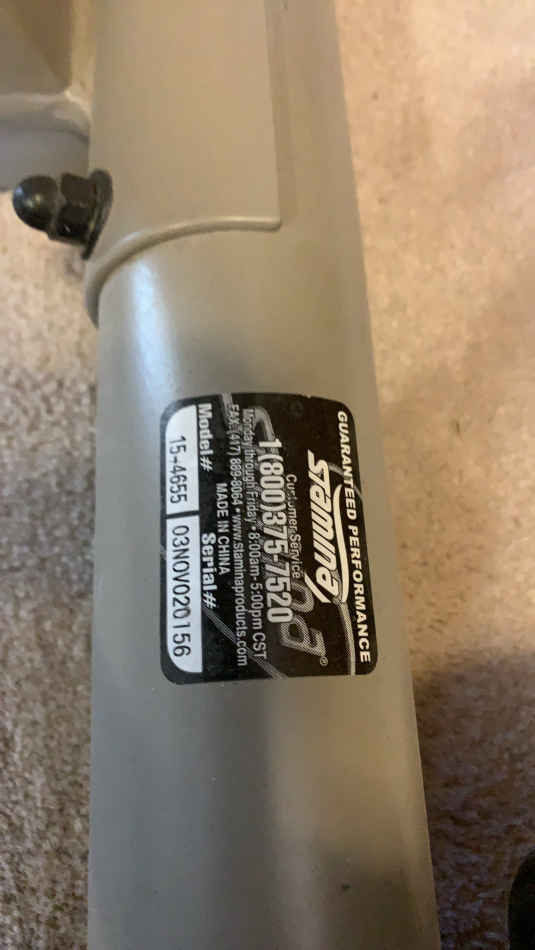 GUARANTEED PERFORMANCE
Stamina®
Customer Service
1(800)375-7520
Monday through Friday • 8:00am- 5:00pm CST
FAX: (417) 889-8064 • www.staminaproducts.com
MADE IN CHINA
Model# Serial#
15-4655 03NOV020156